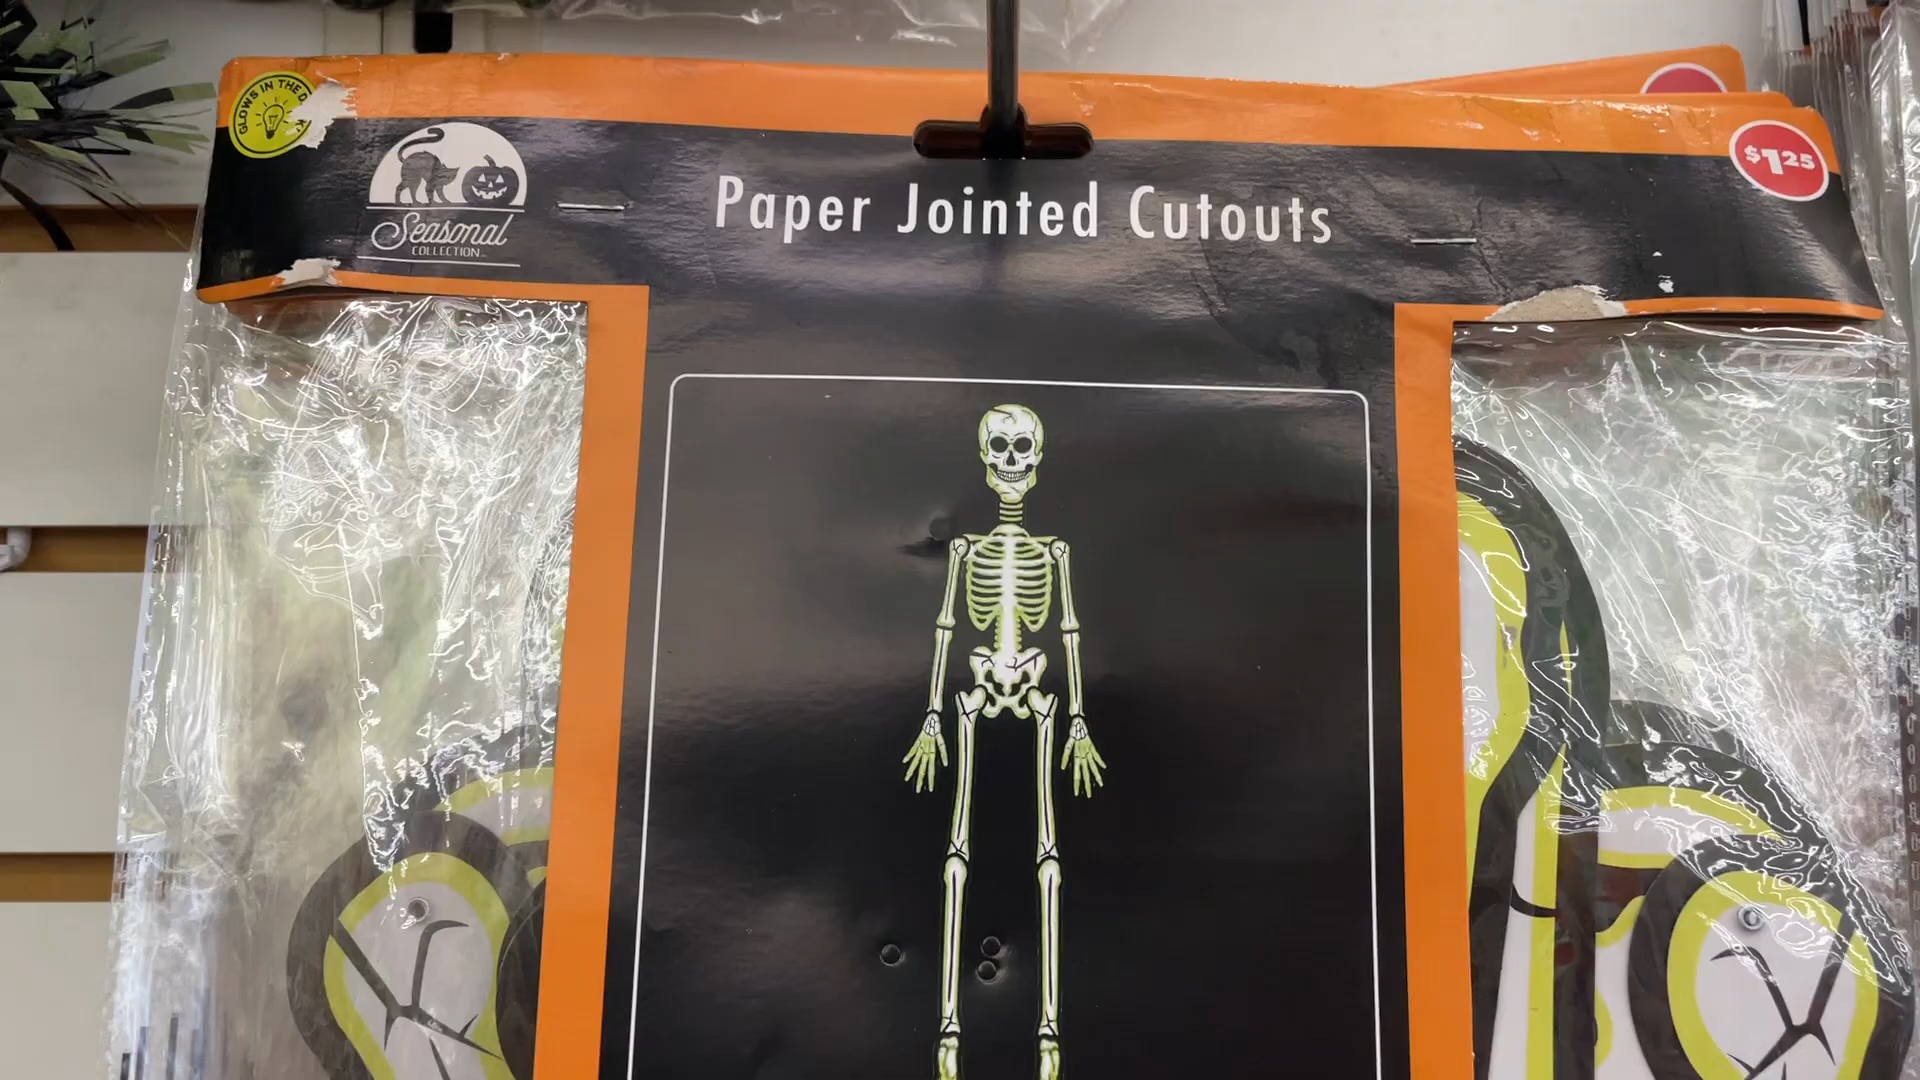 GLOWS IN THE
Seasonal
COLLECTION
Paper Jointed Cutouts
$1.25